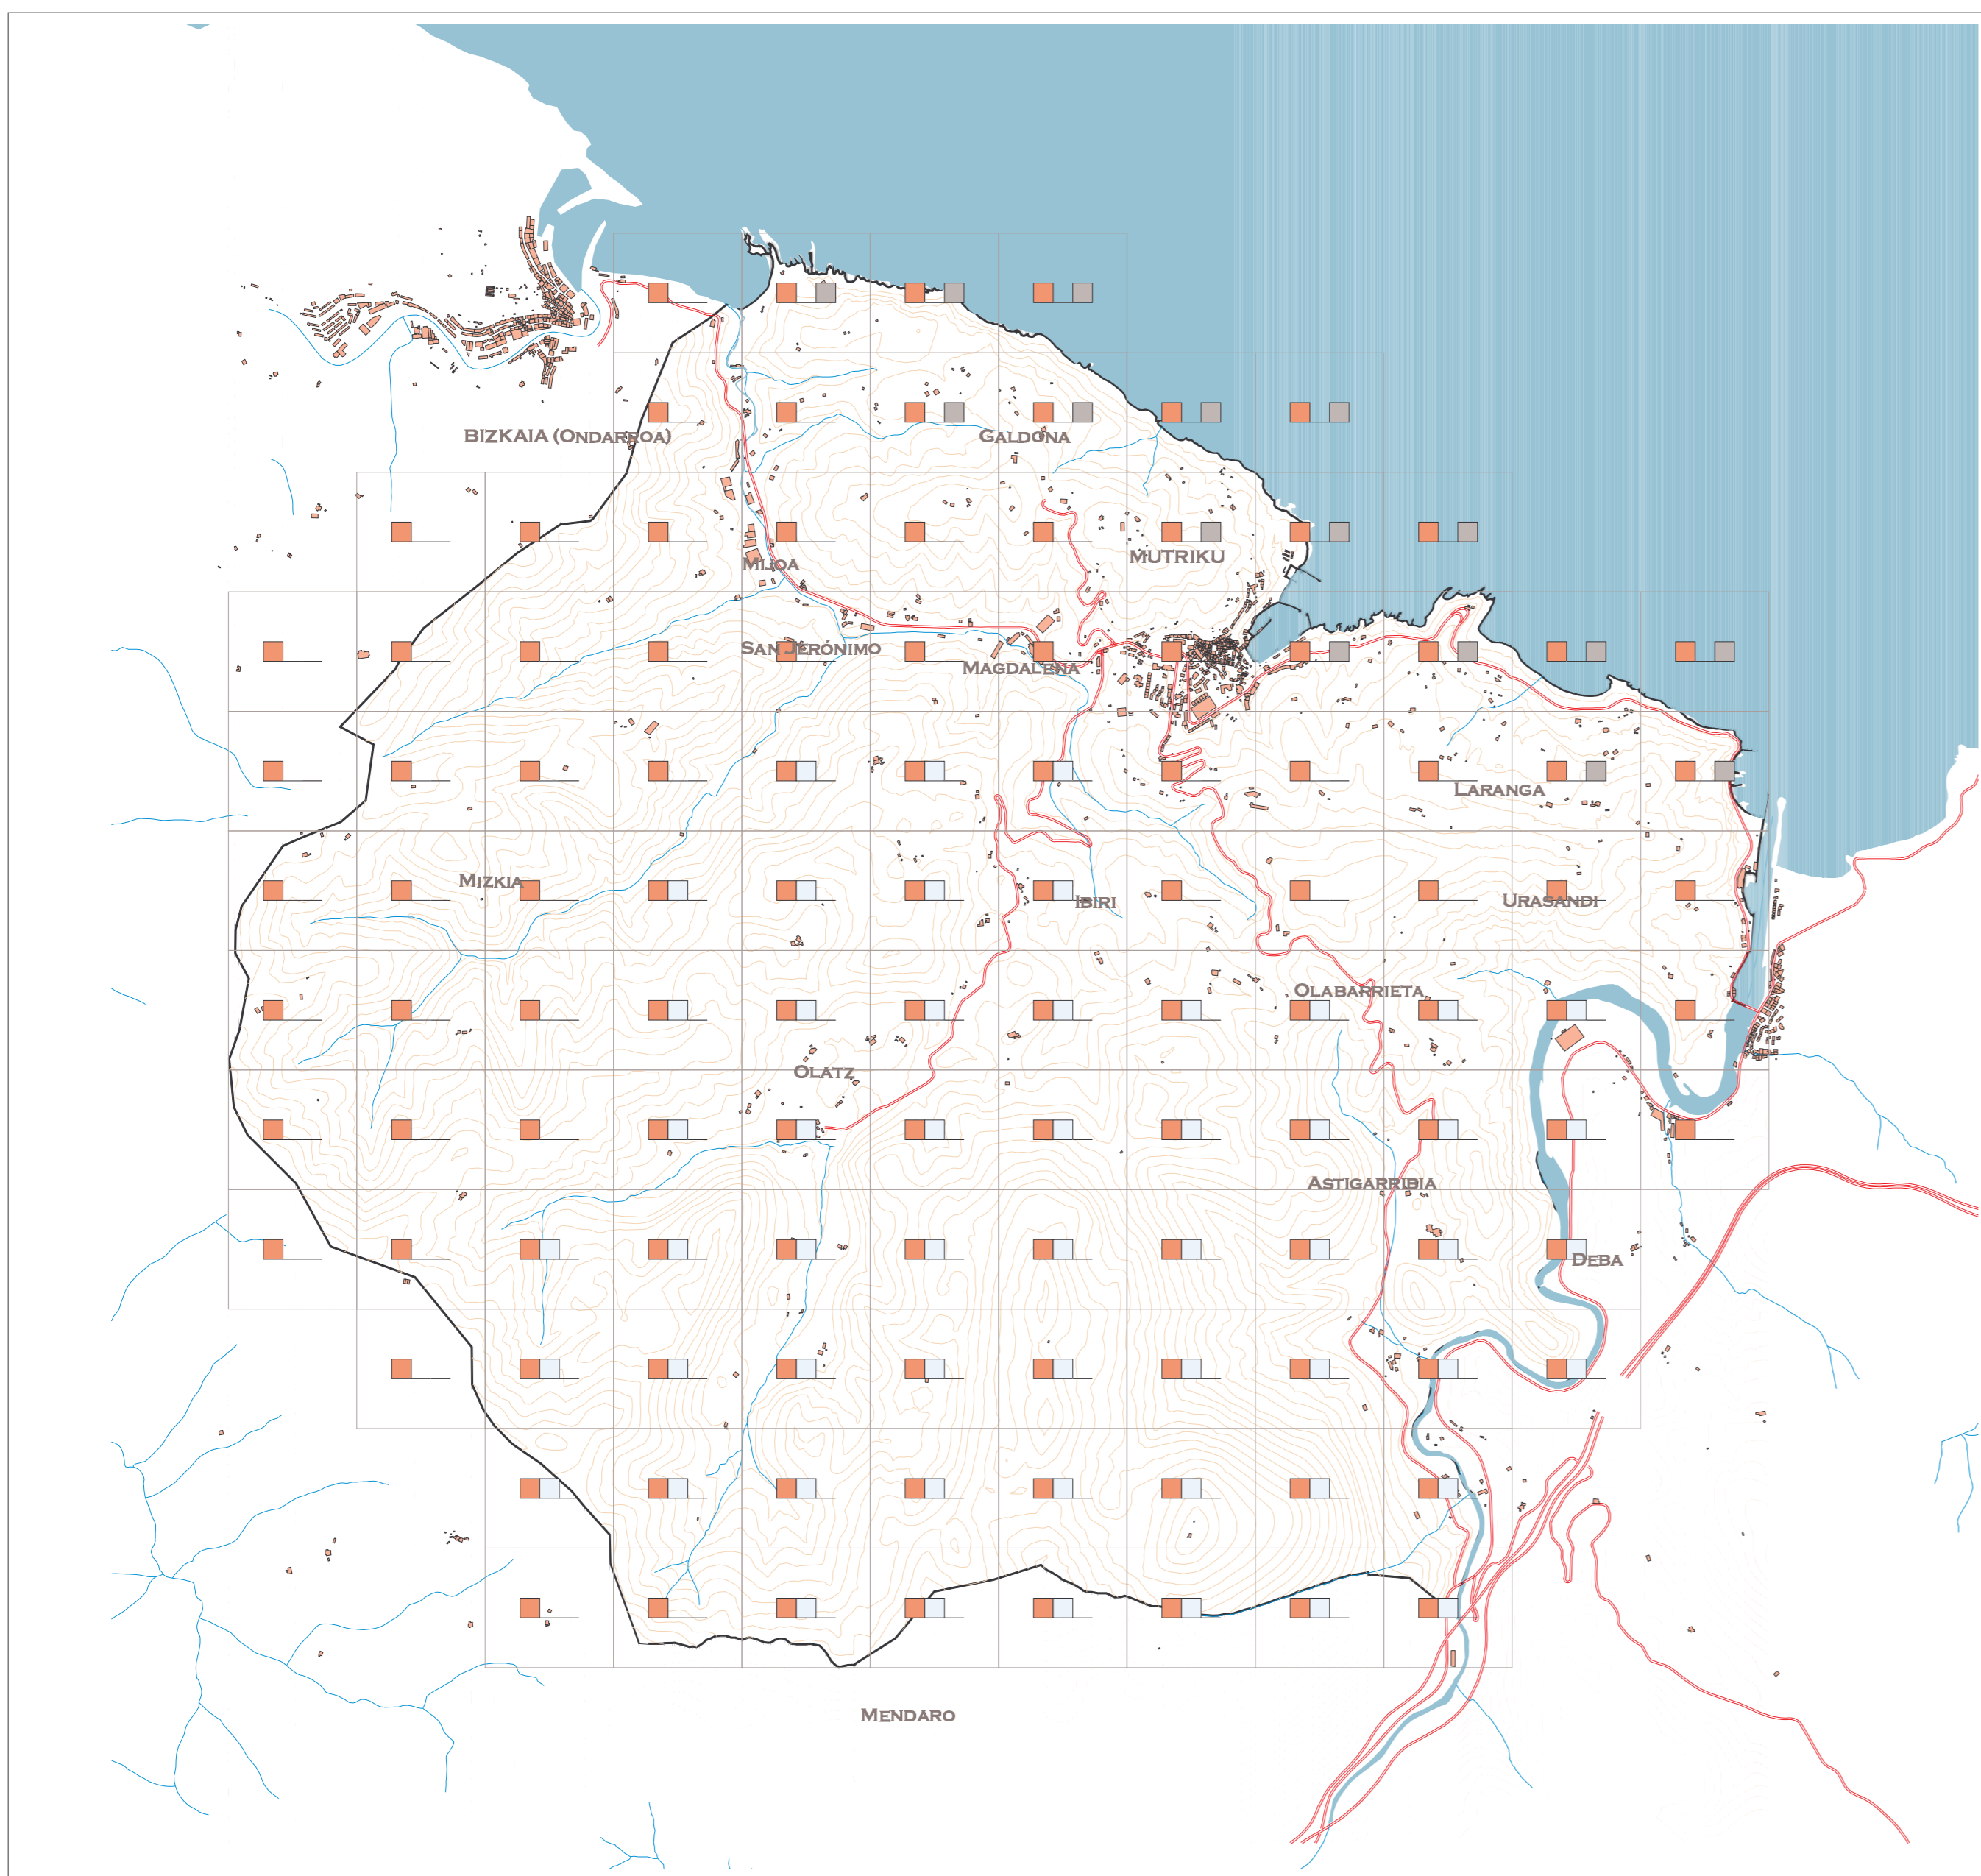 BIZKAIA (ONDARROA)
GALDONA
MUTRIKU
MIJOA
SAN JERÓNIMO
MAGDALENA
LARANGA
MIZKIA
IBIRI
URASANDI
OLABARRIETA
OLATZ
ASTIGARRIBIA
DEBA
MENDARO